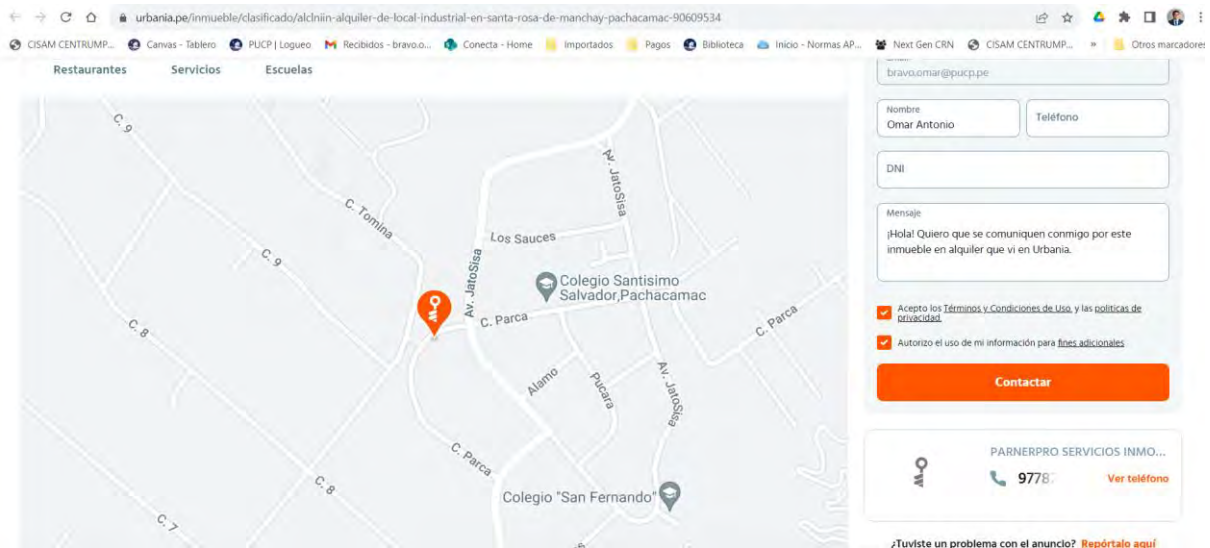 urbania.pe/inmueble/clasificado/alclniin-alquiler-de-local-industrial-en-santa-rosa-de-manchay-pachacamac-90609534
CISAM CENTRUMP... Canvas - Tablero PUCP | Logueo Recibidos - bravo.o... Conecta - Home Importados Pagos Biblioteca Inicio - Normas AP... Next Gen CRN CISAM CENTRUMP... » Otros marcadores
Restaurantes Servicios Escuelas
C. 9
C. Tomina
C. 9
C. 8
C. 8
C. 7
Av. JatoSisa
Los Sauces
Av. JatoSisa
Colegio Santisimo
Salvador,Pachacamac
C. Parca
C. Parca
Alamo
Pucara
Av. JatoSisa
C. Parca
Colegio "San Fernando"
bravo.omar@pucp.pe
Nombre
Omar Antonio
Teléfono
DNI
Mensaje
¡Hola! Quiero que se comuniquen conmigo por este
inmueble en alquiler que vi en Urbania.
Acepto los Términos y Condiciones de Uso, y las políticas de
privacidad.
Autorizo el uso de mi información para fines adicionales
Contactar
PARNERPRO SERVICIOS INMO...
9778 Ver teléfono
¿Tuviste un problema con el anuncio? Repórtalo aquí